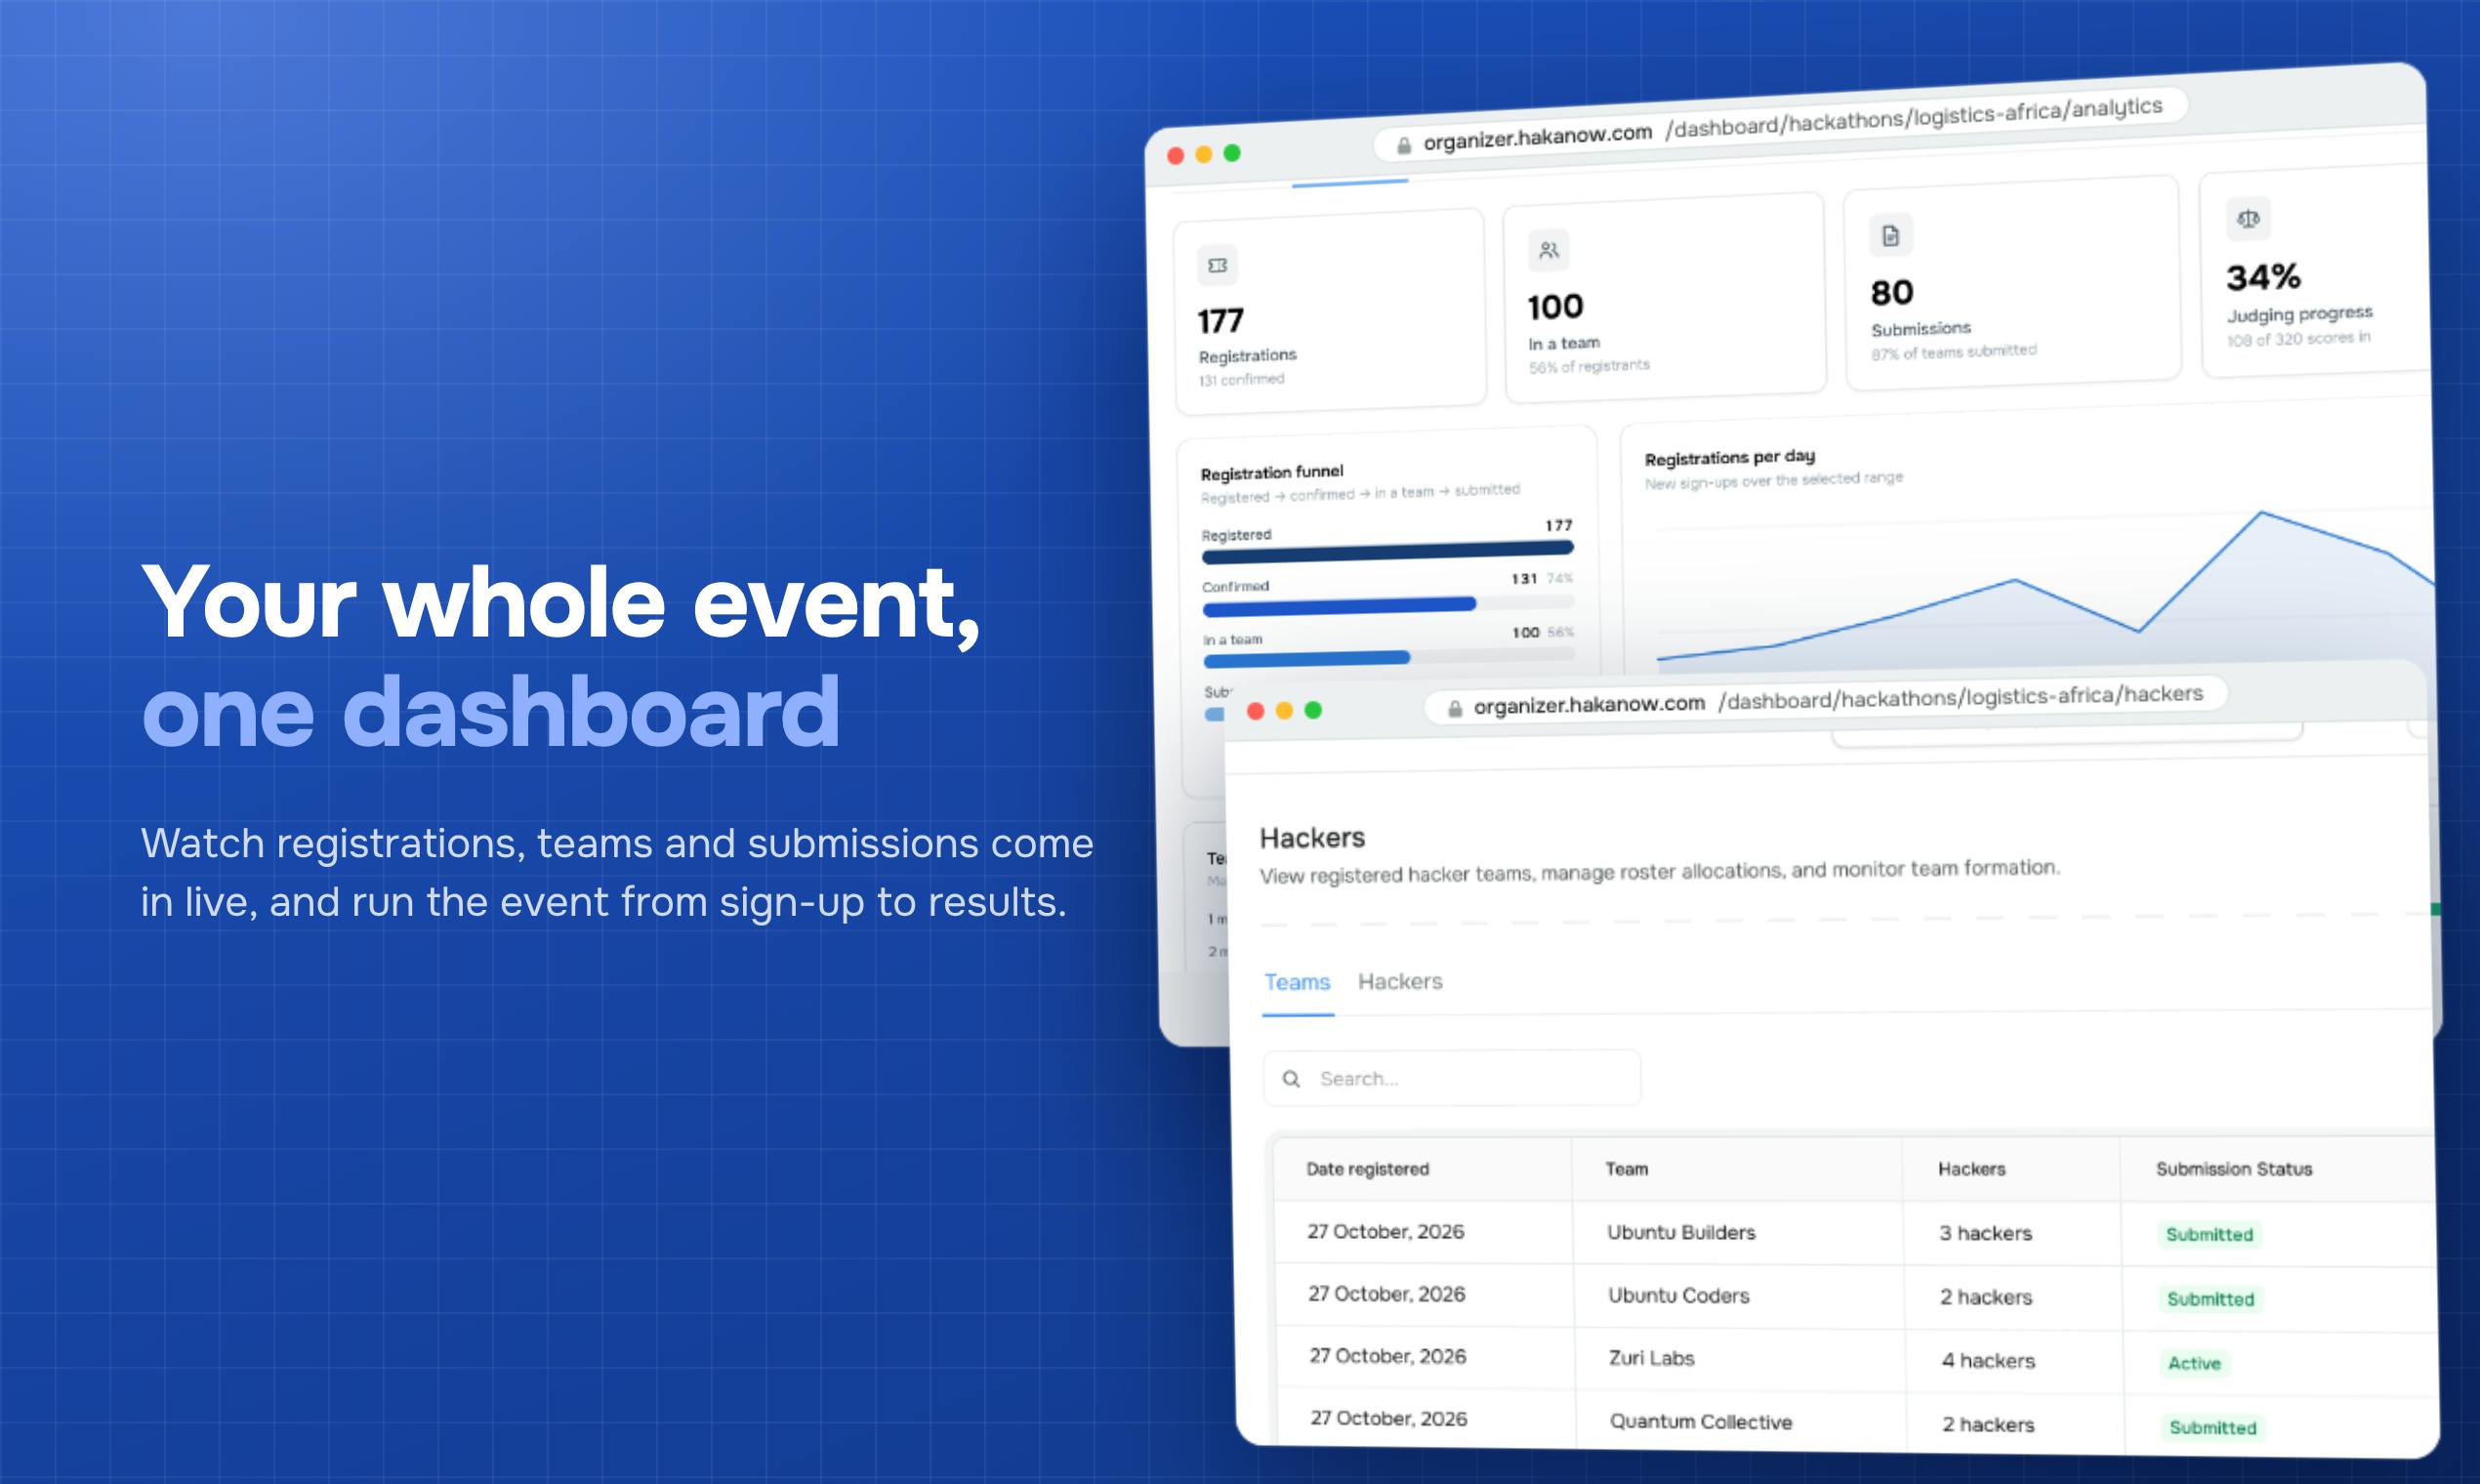 Your whole event,
one dashboard
Watch registrations, teams and submissions come
in live, and run the event from sign-up to results.
organizer.hakanow.com /dashboard/hackathons/logistics-africa/analytics
177
Registrations
131 confirmed
100
In a team
56% of registrants
80
Submissions
87% of teams submitted
34%
Judging progress
108 of 320 scores in
Registration funnel
Registered → confirmed → in a team → submitted
Registered 177
Confirmed 131 74%
In a team 100 56%
Registrations per day
New sign-ups over the selected range
organizer.hakanow.com /dashboard/hackathons/logistics-africa/hackers
Hackers
View registered hacker teams, manage roster allocations, and monitor team formation.
Teams Hackers
Search...
Date registered Team Hackers Submission Status
27 October, 2026 Ubuntu Builders 3 hackers Submitted
27 October, 2026 Ubuntu Coders 2 hackers Submitted
27 October, 2026 Zuri Labs 4 hackers Active
27 October, 2026 Quantum Collective 2 hackers Submitted